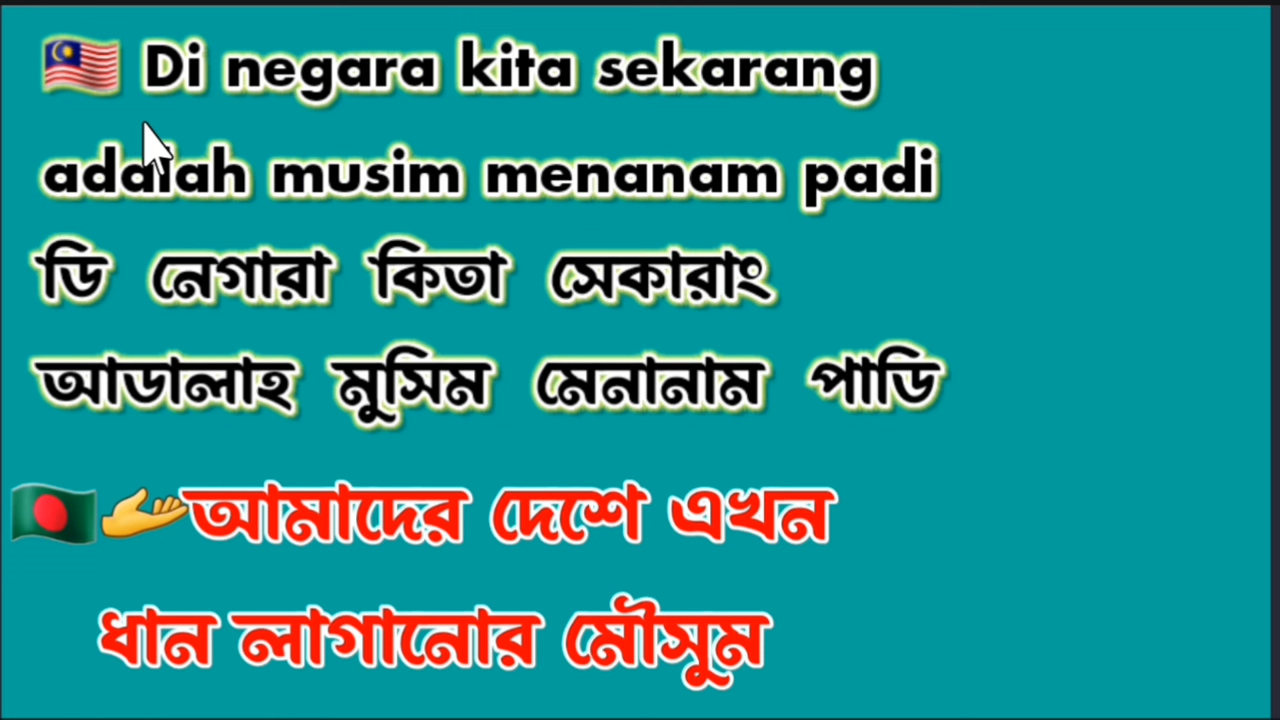 Di negara kita sekarang
adalah musim menanam padi
ডি নেগারা কিতা সেকারাং
আডালাহ মুসিম মেনানাম পাডি
আমাদের দেশে এখন
ধান লাগানোর মৌসুম